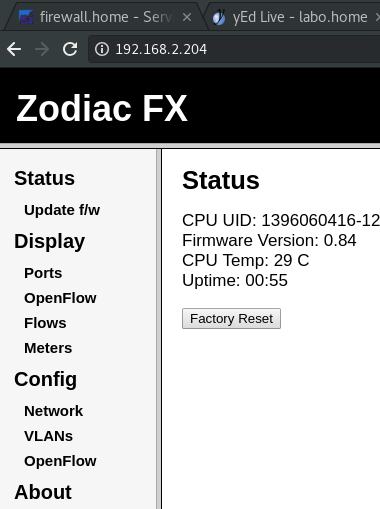 firewall.home - Serv
yEd Live - labo.home
192.168.2.204
Zodiac FX
Status
Update f/w
Display
Ports
OpenFlow
Flows
Meters
Config
Network
VLANs
OpenFlow
About
Status
CPU UID: 1396060416-12
Firmware Version: 0.84
CPU Temp: 29 C
Uptime: 00:55
Factory Reset